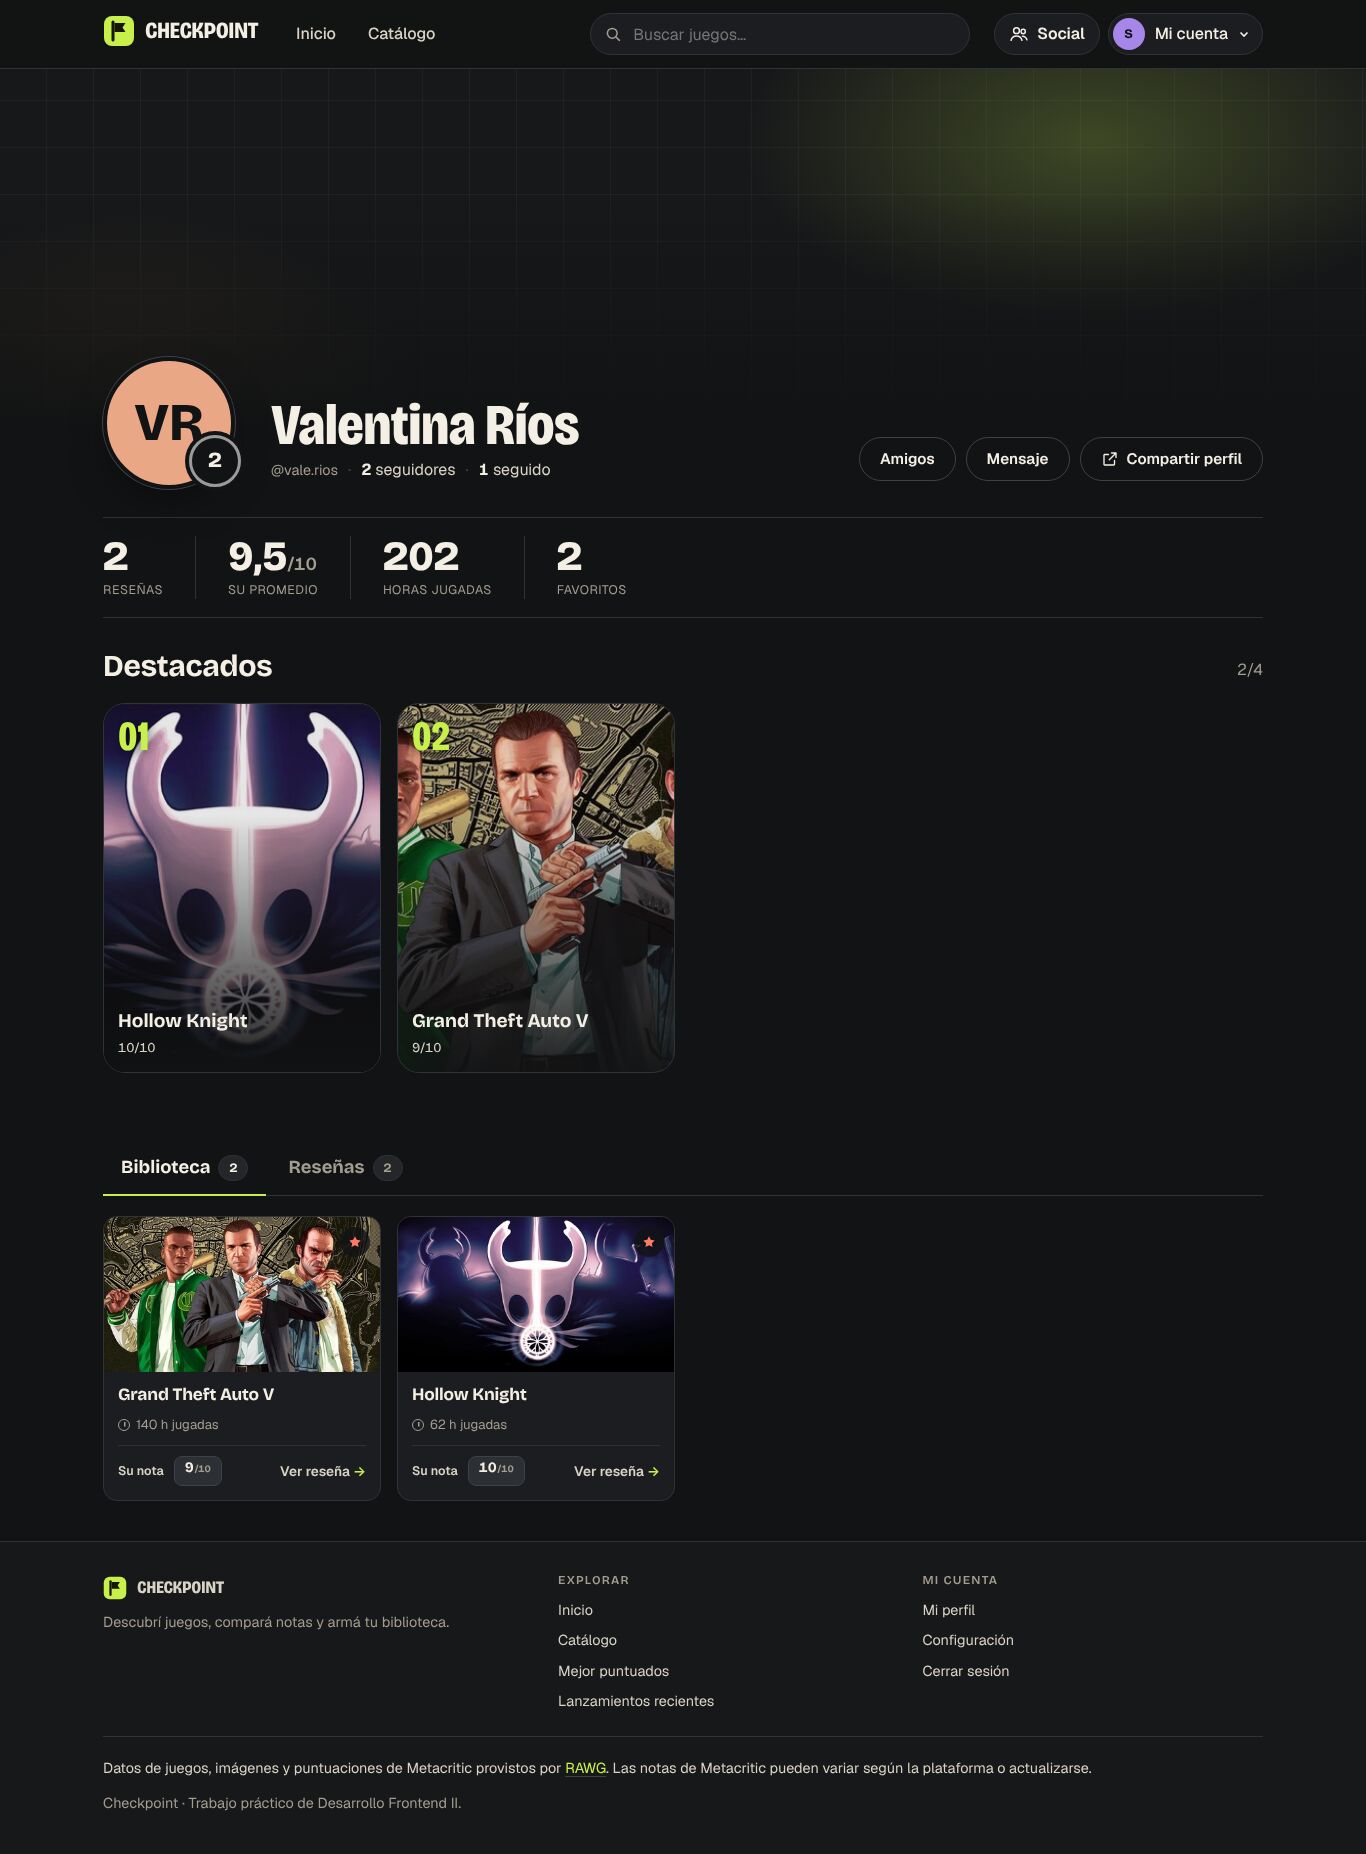 CHECKPOINT
Inicio
Catálogo
Buscar juegos...
Social
S
Mi cuenta
VR
2
Valentina Ríos
@vale.rios · 2 seguidores · 1 seguido
Amigos
Mensaje
Compartir perfil
2
RESEÑAS
9,5/10
SU PROMEDIO
202
HORAS JUGADAS
2
FAVORITOS
Destacados
2/4
01
Hollow Knight
10/10
02
Grand Theft Auto V
9/10
Biblioteca 2
Reseñas 2
Grand Theft Auto V
140 h jugadas
Su nota 9/10 Ver reseña →
Hollow Knight
62 h jugadas
Su nota 10/10 Ver reseña →
CHECKPOINT
Descubrí juegos, compará notas y armá tu biblioteca.
EXPLORAR
Inicio
Catálogo
Mejor puntuados
Lanzamientos recientes
MI CUENTA
Mi perfil
Configuración
Cerrar sesión
Datos de juegos, imágenes y puntuaciones de Metacritic provistos por RAWG. Las notas de Metacritic pueden variar según la plataforma o actualizarse.
Checkpoint · Trabajo práctico de Desarrollo Frontend II.